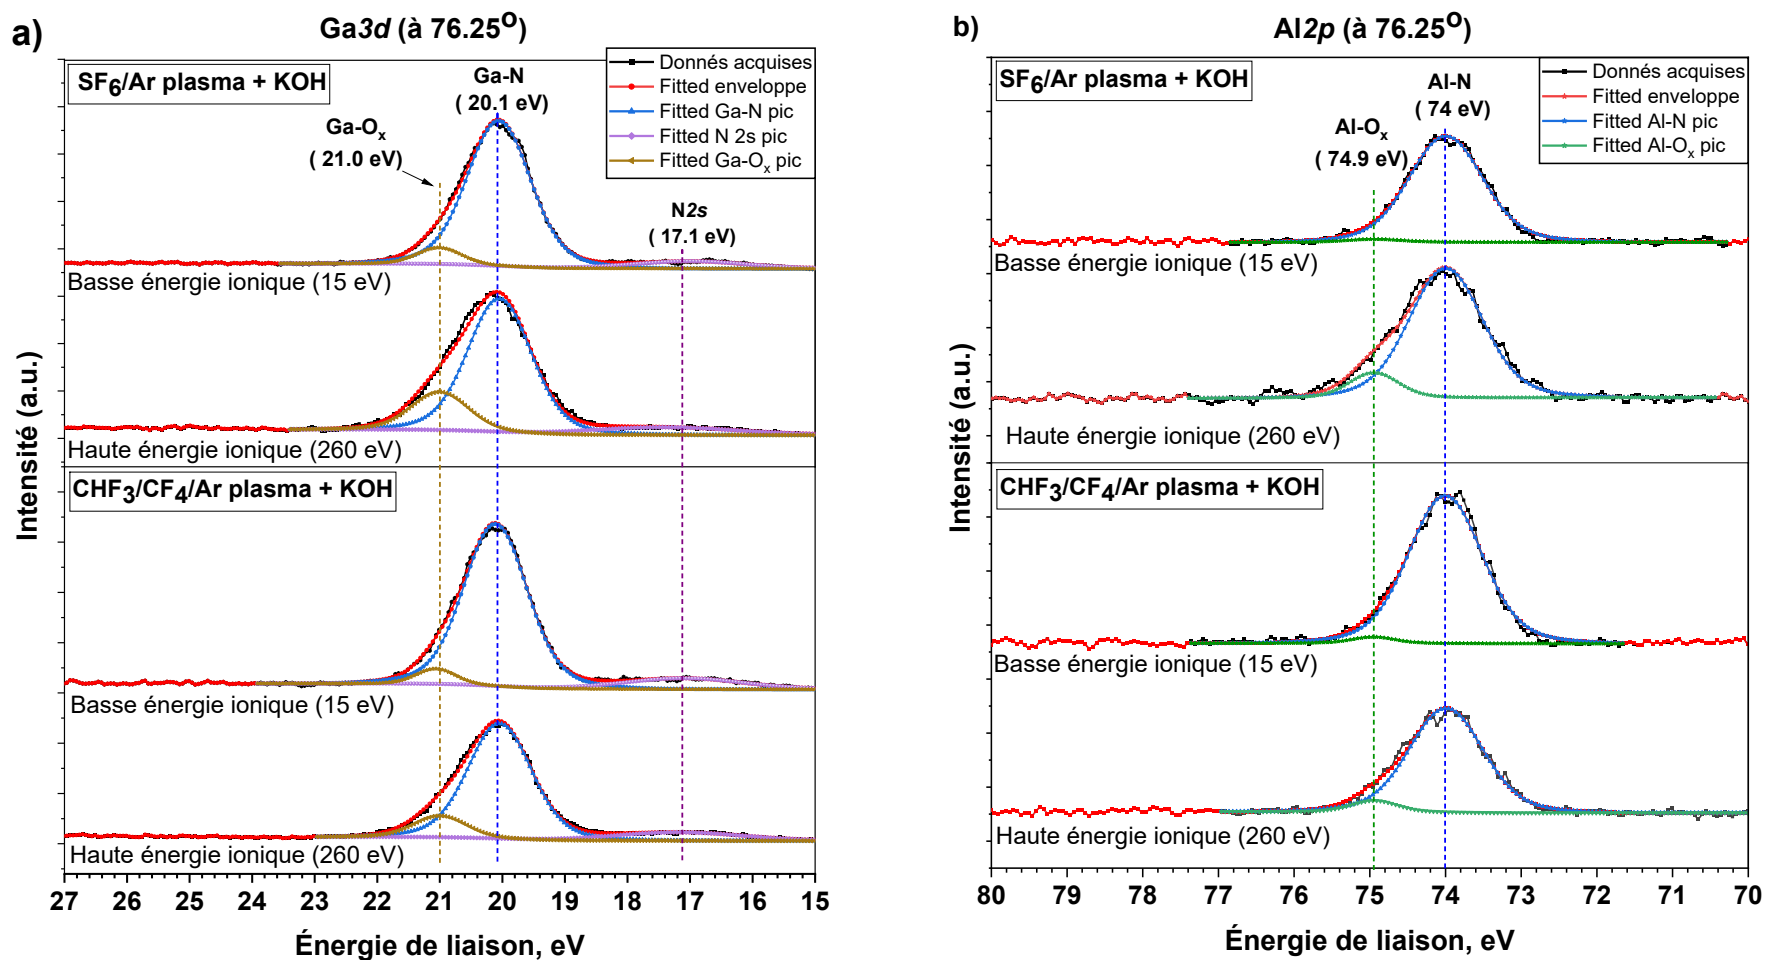 a)
Ga3d (à 76.25º)
SF6/Ar plasma + KOH
Donnés acquises
Fitted enveloppe
Fitted Ga-N pic
Fitted N 2s pic
Fitted Ga-Ox pic
Ga-N
( 20.1 eV)
Ga-Ox
( 21.0 eV)
N2s
( 17.1 eV)
Basse énergie ionique (15 eV)
Haute énergie ionique (260 eV)
CHF3/CF4/Ar plasma + KOH
Basse énergie ionique (15 eV)
Haute énergie ionique (260 eV)
Intensité (a.u.)
27 26 25 24 23 22 21 20 19 18 17 16 15
Énergie de liaison, eV
b)
Al2p (à 76.25º)
SF6/Ar plasma + KOH
Donnés acquises
Fitted enveloppe
Fitted Al-N pic
Fitted Al-Ox pic
Al-N
( 74 eV)
Al-Ox
( 74.9 eV)
Basse énergie ionique (15 eV)
Haute énergie ionique (260 eV)
CHF3/CF4/Ar plasma + KOH
Basse énergie ionique (15 eV)
Haute énergie ionique (260 eV)
Intensité (a.u.)
80 79 78 77 76 75 74 73 72 71 70
Énergie de liaison, eV